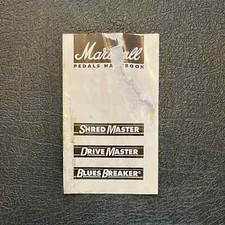 Marshall
PEDALS HANDBOOK
SHRED MASTER
DRIVE MASTER
BLUES BREAKER®